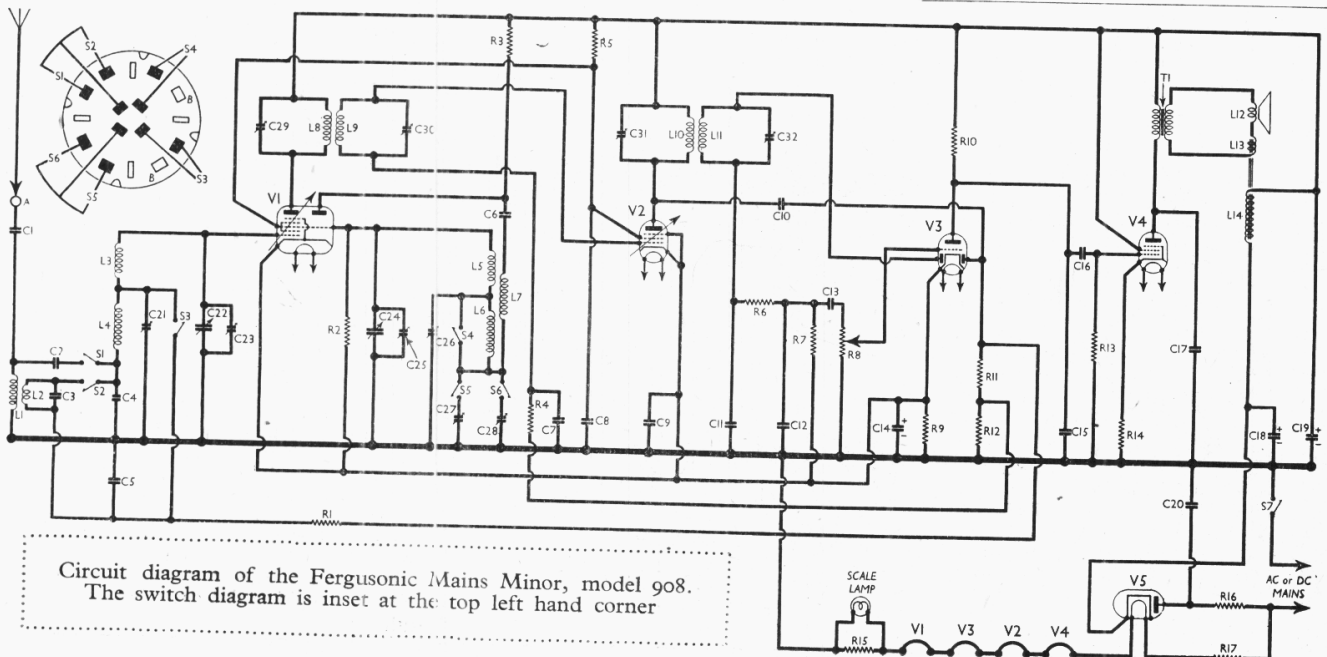 S2
S4
S1
B
S6
B
S5
S3
A
C1
R3
R5
C29
L8
L9
C30
C31
L10
L11
C32
R10
T1
L12
L13
L14
V1
V2
V3
V4
C6
C10
C16
L3
L4
C21
S3
C22
C23
R2
C24
C25
C26
L5
L6
L7
S4
S5
S6
C27
C28
R4
C7
C8
C9
C11
R6
C12
R7
C13
R8
C14
R9
R11
R12
C15
R13
R14
C17
C18
C19
C2
S1
S2
L1
L2
C3
C4
C5
R1
C20
S7
AC or DC
MAINS
SCALE
LAMP
R15
V1
V3
V2
V4
V5
R16
R17
Circuit diagram of the Fergusonic Mains Minor, model 908.
The switch diagram is inset at the top left hand corner